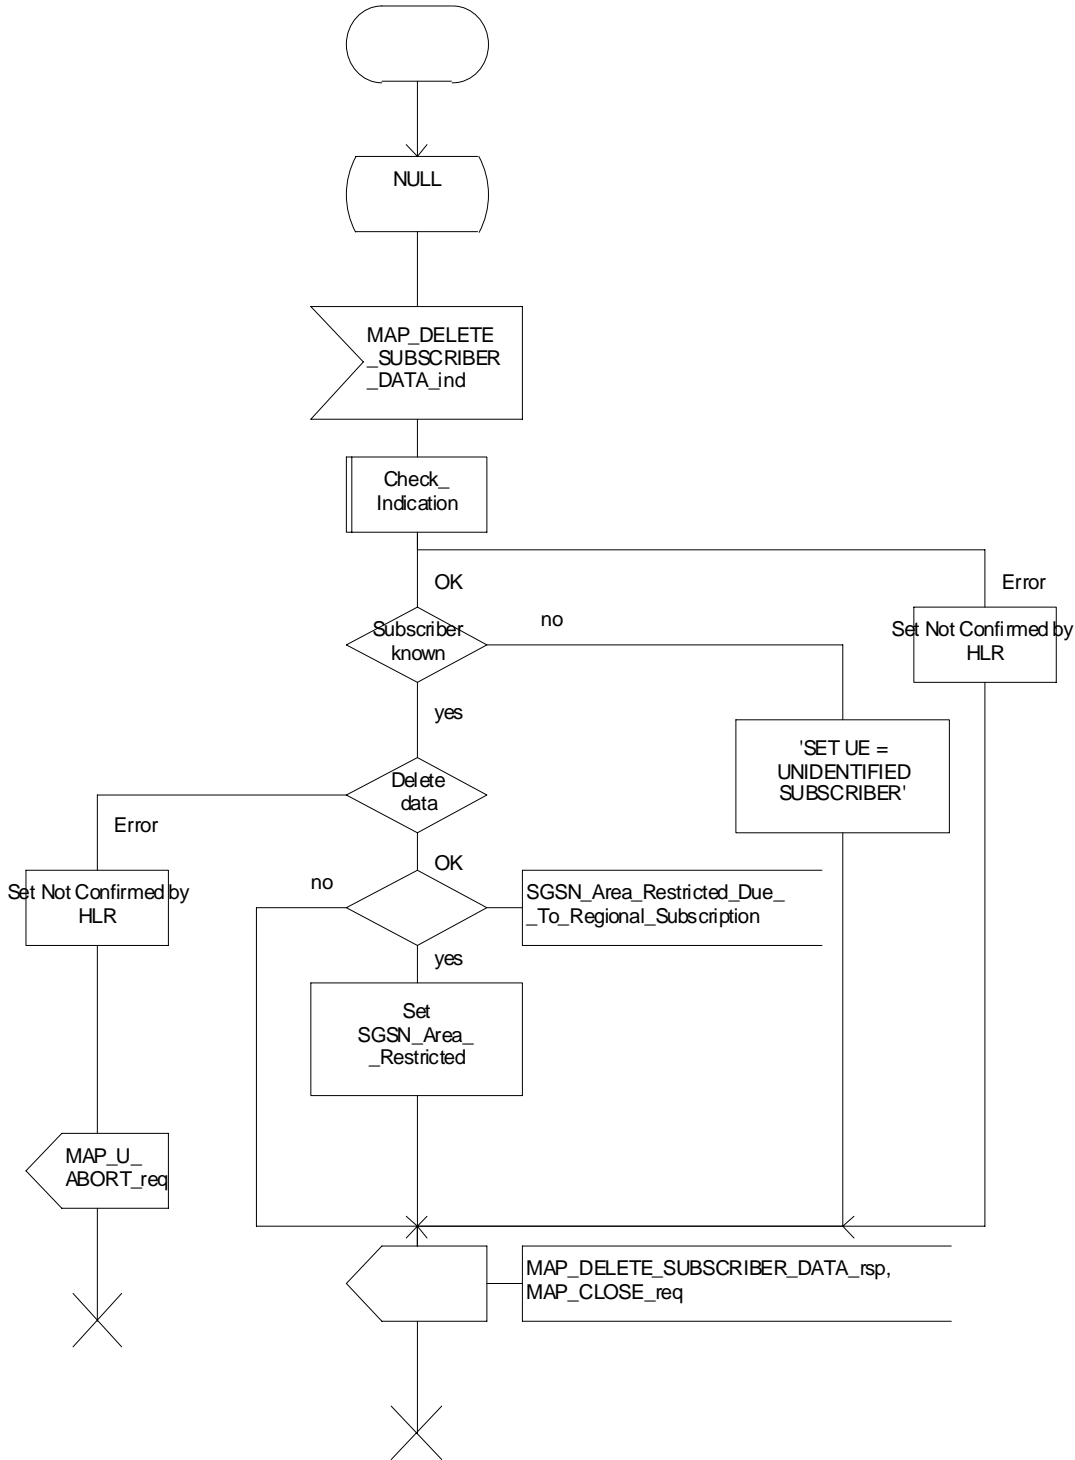 NULL
MAP_DELETE
_SUBSCRIBER
_DATA_ind
Check_
Indication
OK
Error
Subscriber
known
no
Set Not Confirmed by
HLR
yes
'SET UE =
UNIDENTIFIED
SUBSCRIBER'
Delete
data
Error
OK
no
Set Not Confirmed by
HLR
SGSN_Area_Restricted_Due_
_To_Regional_Subscription
yes
Set
SGSN_Area_
_Restricted
MAP_U_
ABORT_req
MAP_DELETE_SUBSCRIBER_DATA_rsp,
MAP_CLOSE_req